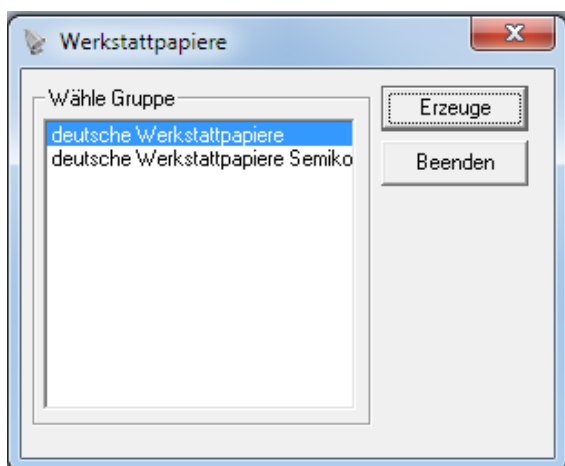 Werkstattpapiere
Wähle Gruppe
deutsche Werkstattpapiere
deutsche Werkstattpapiere Semiko
Erzeuge
Beenden